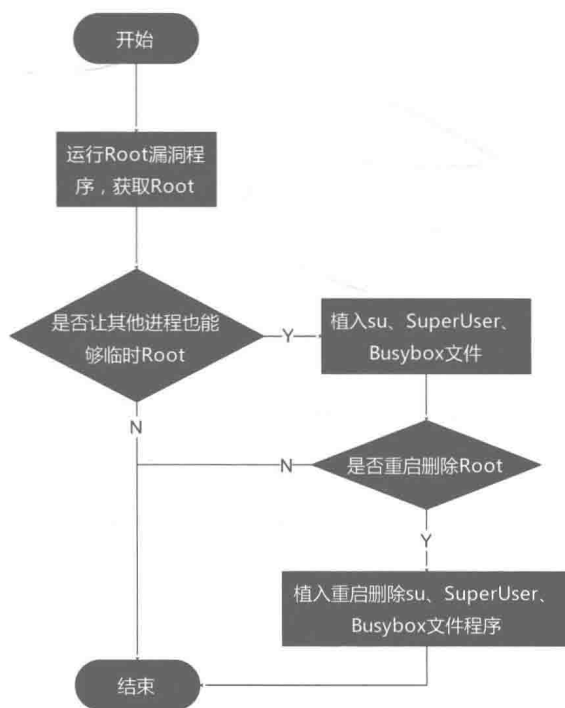 开始
运行Root漏洞程
序，获取Root
是否让其他进程也能
够临时Root
Y
植入su、SuperUser、
Busybox文件
N
N
是否重启删除Root
Y
植入重启删除su、SuperUser、
Busybox文件程序
结束